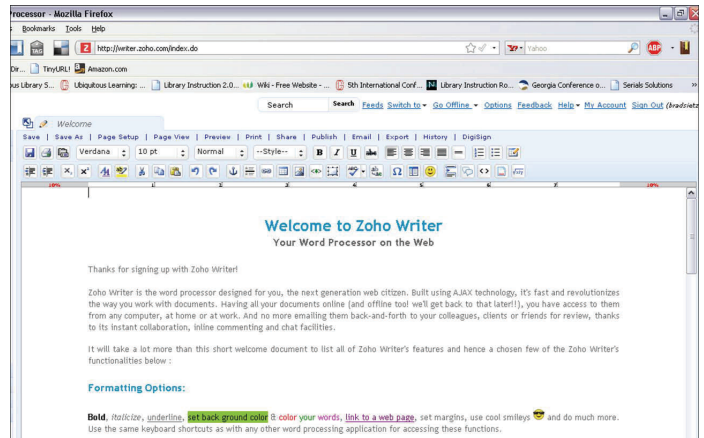 Processor - Mozilla Firefox
Bookmarks Tools Help
http://writer.zoho.com/index.do Yahoo ABP
Dir... TinyURL! Amazon.com
ous Library S... Ubiquitous Learning: ... Library Instruction 2.0... Wiki - Free Website - ... 5th International Conf... Library Instruction Ro... Georgia Conference o... Serials Solutions »
Search Search Feeds Switch to Go Offline Options Feedback Help My Account Sign Out (bradsietz
Welcome
Save | Save As | Page Setup | Page View | Preview | Print | Share | Publish | Email | Export | History | DigiSign
Verdana 10 pt Normal --Style-- B I U abc
Welcome to Zoho Writer
Your Word Processor on the Web
Thanks for signing up with Zoho Writer!
Zoho Writer is the word processor designed for you, the next generation web citizen. Built using AJAX technology, it's fast and revolutionizes
the way you work with documents. Having all your documents online (and offline too! we'll get back to that later!!), you have access to them
from any computer, at home or at work. And no more emailing them back-and-forth to your colleagues, clients or friends for review, thanks
to its instant collaboration, inline commenting and chat facilities.
It will take a lot more than this short welcome document to list all of Zoho Writer's features and hence a chosen few of the Zoho Writer's
functionalities below :
Formatting Options:
Bold, Italicize, underline, set back ground color & color your words, link to a web page, set margins, use cool smileys and do much more.
Use the same keyboard shortcuts as with any other word processing application for accessing these functions.